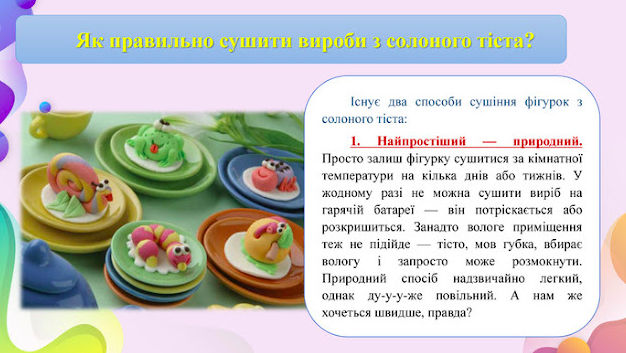 Як правильно сушити вироби з солоного тіста?
Існує два способи сушіння фігурок з
солоного тіста:
1. Найпростіший — природний.
Просто залиш фігурку сушитися за кімнатної
температури на кілька днів або тижнів. У
жодному разі не можна сушити виріб на
гарячій батареї — він потріскається або
розкришиться. Занадто вологе приміщення
теж не підійде — тісто, мов губка, вбирає
вологу і запросто може розмокнути.
Природний спосіб надзвичайно легкий,
однак ду-у-у-же повільний. А нам же
хочеться швидше, правда?